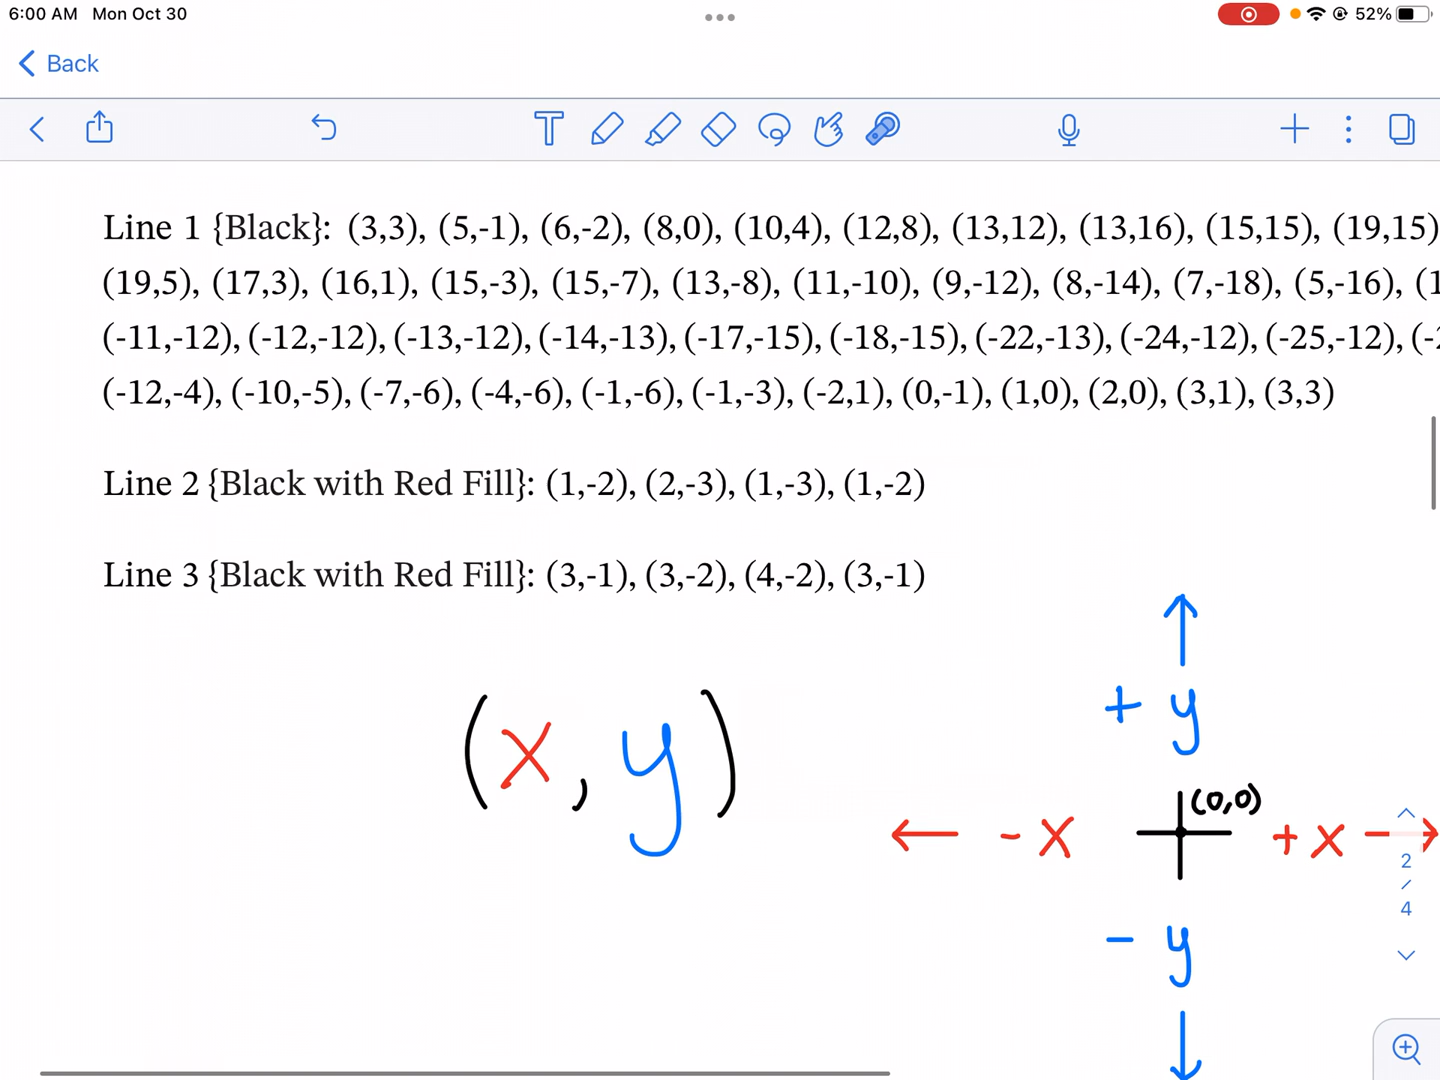 6:00 AM Mon Oct 30
52%
Back
Line 1 {Black}: (3,3), (5,-1), (6,-2), (8,0), (10,4), (12,8), (13,12), (13,16), (15,15), (19,15)
(19,5), (17,3), (16,1), (15,-3), (15,-7), (13,-8), (11,-10), (9,-12), (8,-14), (7,-18), (5,-16), (1
(-11,-12), (-12,-12), (-13,-12), (-14,-13), (-17,-15), (-18,-15), (-22,-13), (-24,-12), (-25,-12), (-2
(-12,-4), (-10,-5), (-7,-6), (-4,-6), (-1,-6), (-1,-3), (-2,1), (0,-1), (1,0), (2,0), (3,1), (3,3)
Line 2 {Black with Red Fill}: (1,-2), (2,-3), (1,-3), (1,-2)
Line 3 {Black with Red Fill}: (3,-1), (3,-2), (4,-2), (3,-1)
+ y
(x, y)
(0,0)
- x
+ x
2
/
4
- y